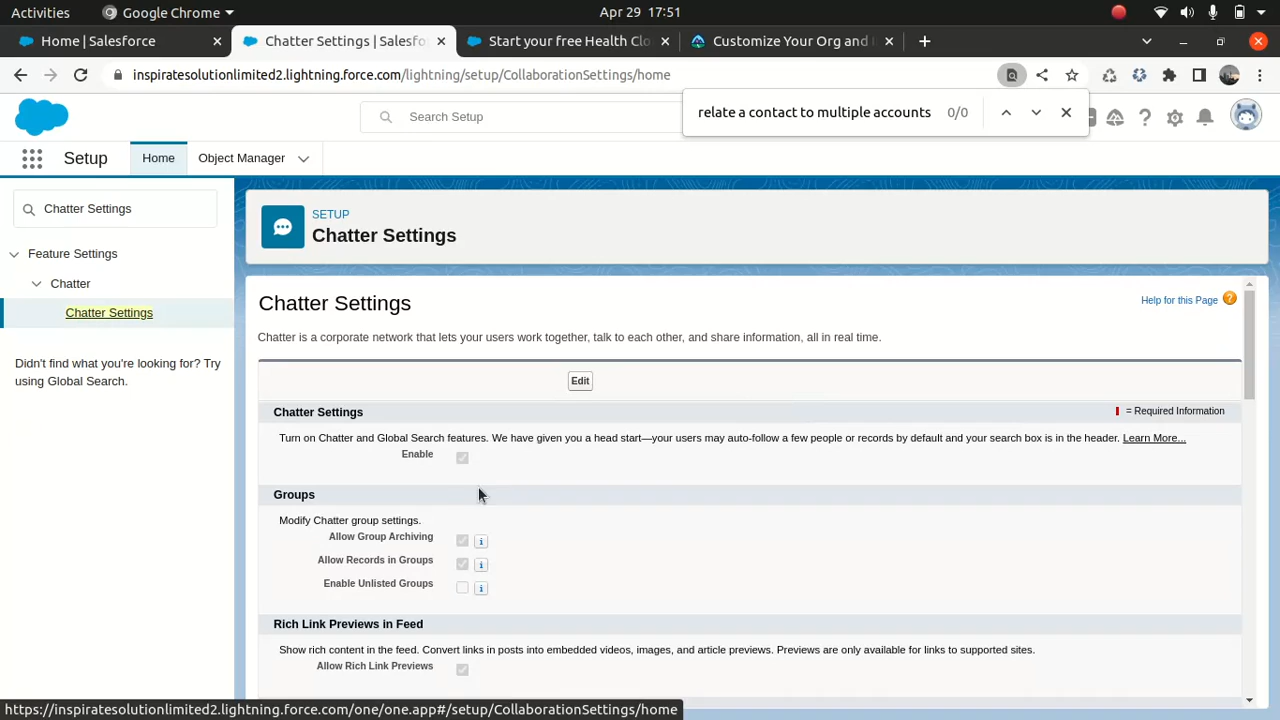 Activities
Google Chrome
Apr 29 17:51
Home | Salesforce
Chatter Settings | Salesfo
Start your free Health Clo
Customize Your Org and
inspiratesolutionlimited2.lightning.force.com/lightning/setup/CollaborationSettings/home
relate a contact to multiple accounts 0/0
Search Setup
Setup
Home
Object Manager
Chatter Settings
Feature Settings
Chatter
Chatter Settings
Didn't find what you're looking for? Try
using Global Search.
SETUP
Chatter Settings
Chatter Settings
Help for this Page
Chatter is a corporate network that lets your users work together, talk to each other, and share information, all in real time.
Edit
Chatter Settings
= Required Information
Turn on Chatter and Global Search features. We have given you a head start—your users may auto-follow a few people or records by default and your search box is in the header. Learn More...
Enable
Groups
Modify Chatter group settings.
Allow Group Archiving
Allow Records in Groups
Enable Unlisted Groups
Rich Link Previews in Feed
Show rich content in the feed. Convert links in posts into embedded videos, images, and article previews. Previews are only available for links to supported sites.
Allow Rich Link Previews
https://inspiratesolutionlimited2.lightning.force.com/one/one.app#/setup/CollaborationSettings/home